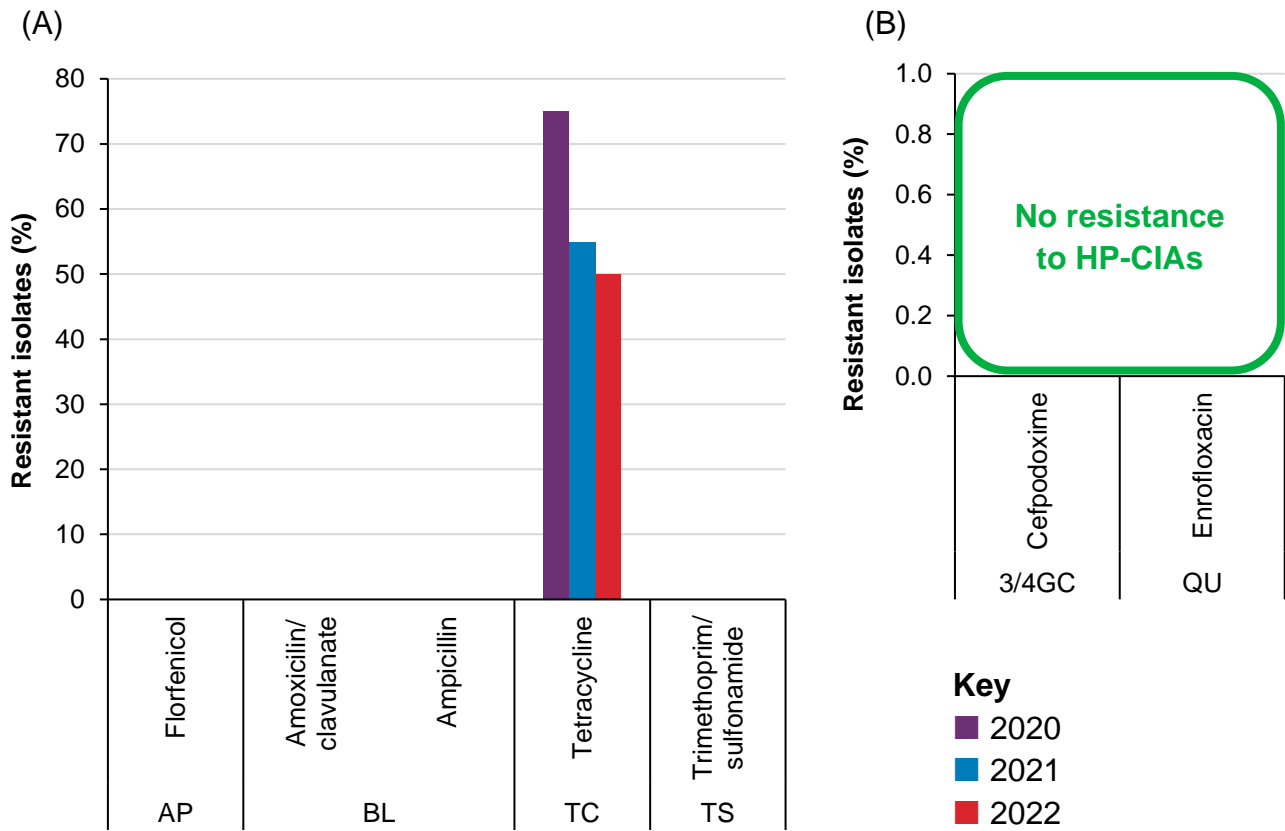 (A)
Resistant isolates (%)
80
70
60
50
40
30
20
10
0
Florfenicol
Amoxicilin/
clavulanate
Ampicillin
Tetracycline
Trimethoprim/
sulfonamide
AP
BL
TC
TS
(B)
Resistant isolates (%)
1.0
0.8
0.6
0.4
0.2
0.0
No resistance
to HP-CIAs
Cefpodoxime
Enrofloxacin
3/4GC
QU
Key
2020
2021
2022